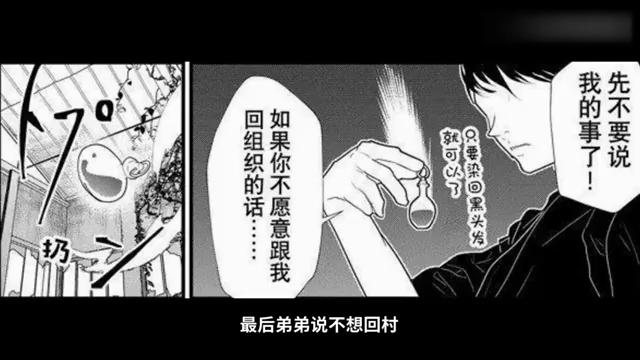 先不要说
我的事了!
只要染回黑头发
就可以了
如果你不愿意跟我
回组织的话……
扔
最后弟弟说不想回村